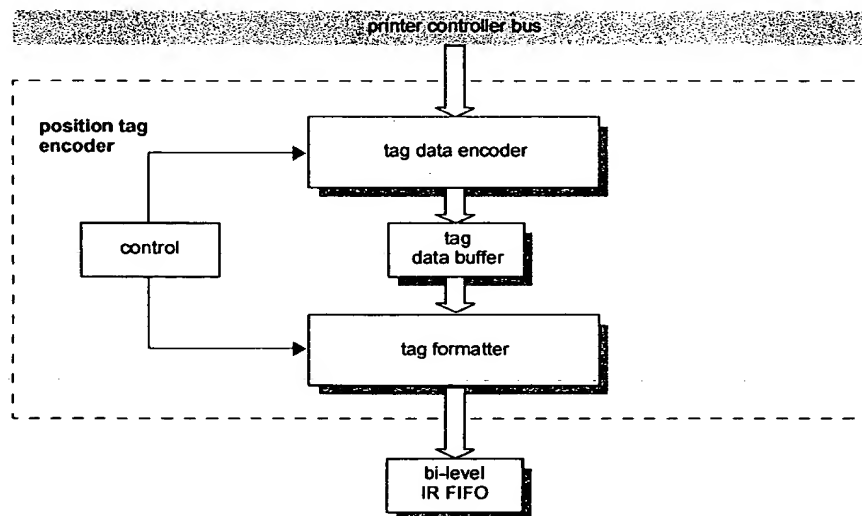 printer controller bus
position tag
encoder
tag data encoder
control
tag
data buffer
tag formatter
bi-level
IR FIFO